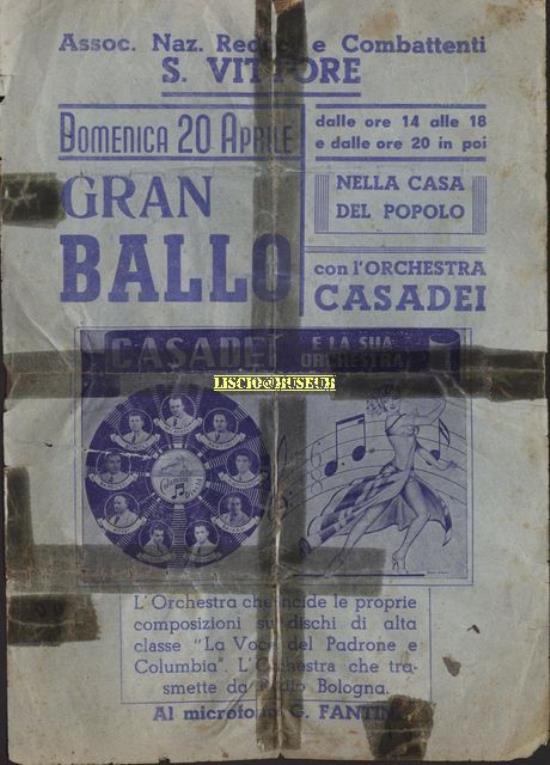 Assoc. Naz. Reduci e Combattenti
S. VITTORE
DOMENICA 20 APRILE
dalle ore 14 alle 18
e dalle ore 20 in poi
GRAN
BALLO
NELLA CASA
DEL POPOLO
con l'ORCHESTRA
CASADEI
CASADEI
E LA SUA
ORCHESTRA
LISCIO@MUSEUM
Columbia
L'Orchestra che incide le proprie
composizioni su dischi di alta
classe "La Voce del Padrone e
Columbia". L'Orchestra che tra-
smette da Radio Bologna.
Al microfono G. FANTINI